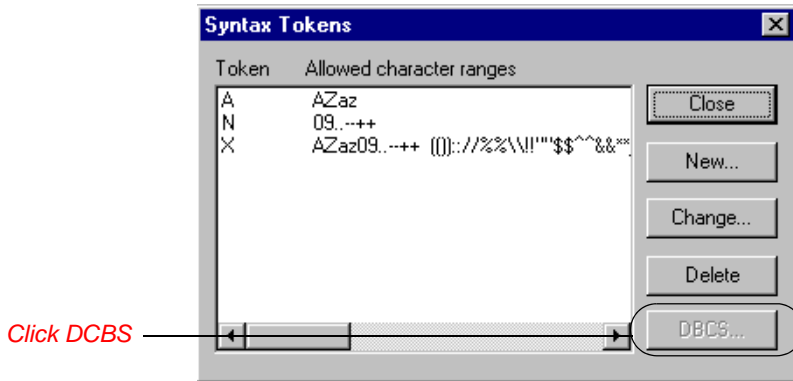 Syntax Tokens
Token Allowed character ranges
A AZaz
N 09..--++
X AZaz09..--++ (())::://%%\\!!""$$^^&&**
Close
New...
Change...
Delete
DBCS...
Click DCBS